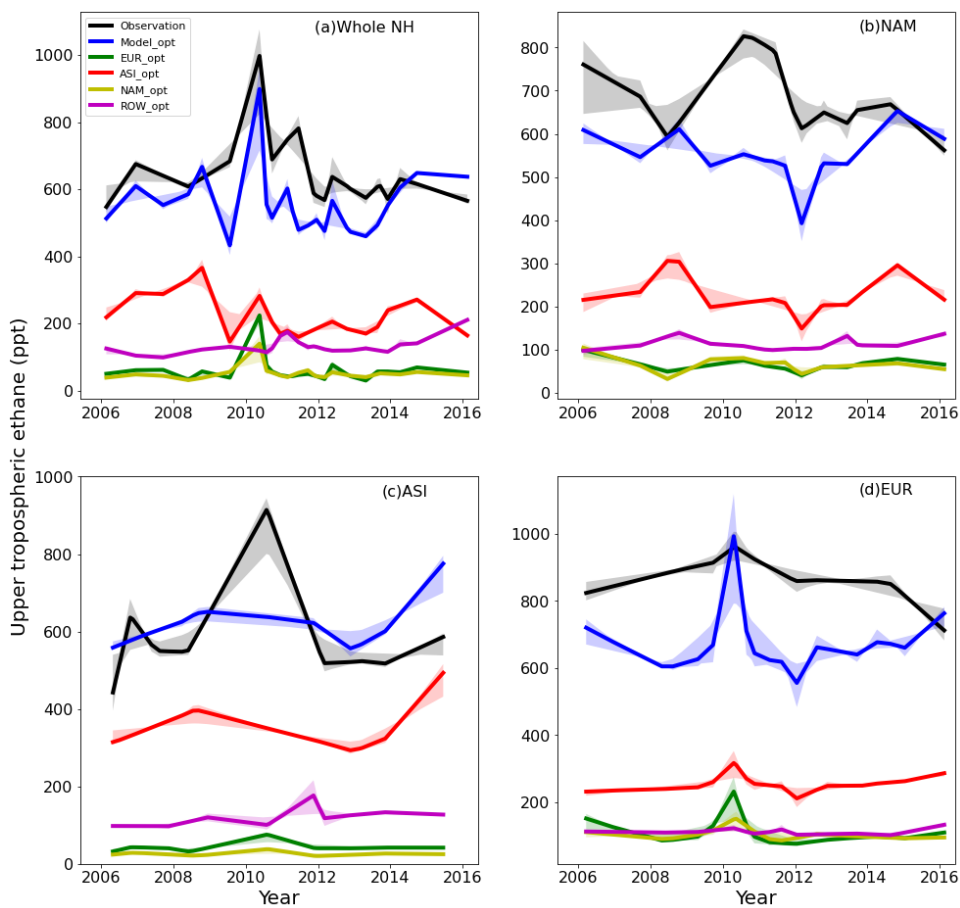 Upper tropospheric ethane (ppt)
(a)Whole NH
Observation
Model_opt
EUR_opt
ASI_opt
NAM_opt
ROW_opt
1000
800
600
400
200
0
2006 2008 2010 2012 2014 2016
(b)NAM
800
700
600
500
400
300
200
100
0
2006 2008 2010 2012 2014 2016
(c)ASI
1000
800
600
400
200
0
2006 2008 2010 2012 2014 2016
Year
(d)EUR
1000
800
600
400
200
2006 2008 2010 2012 2014 2016
Year